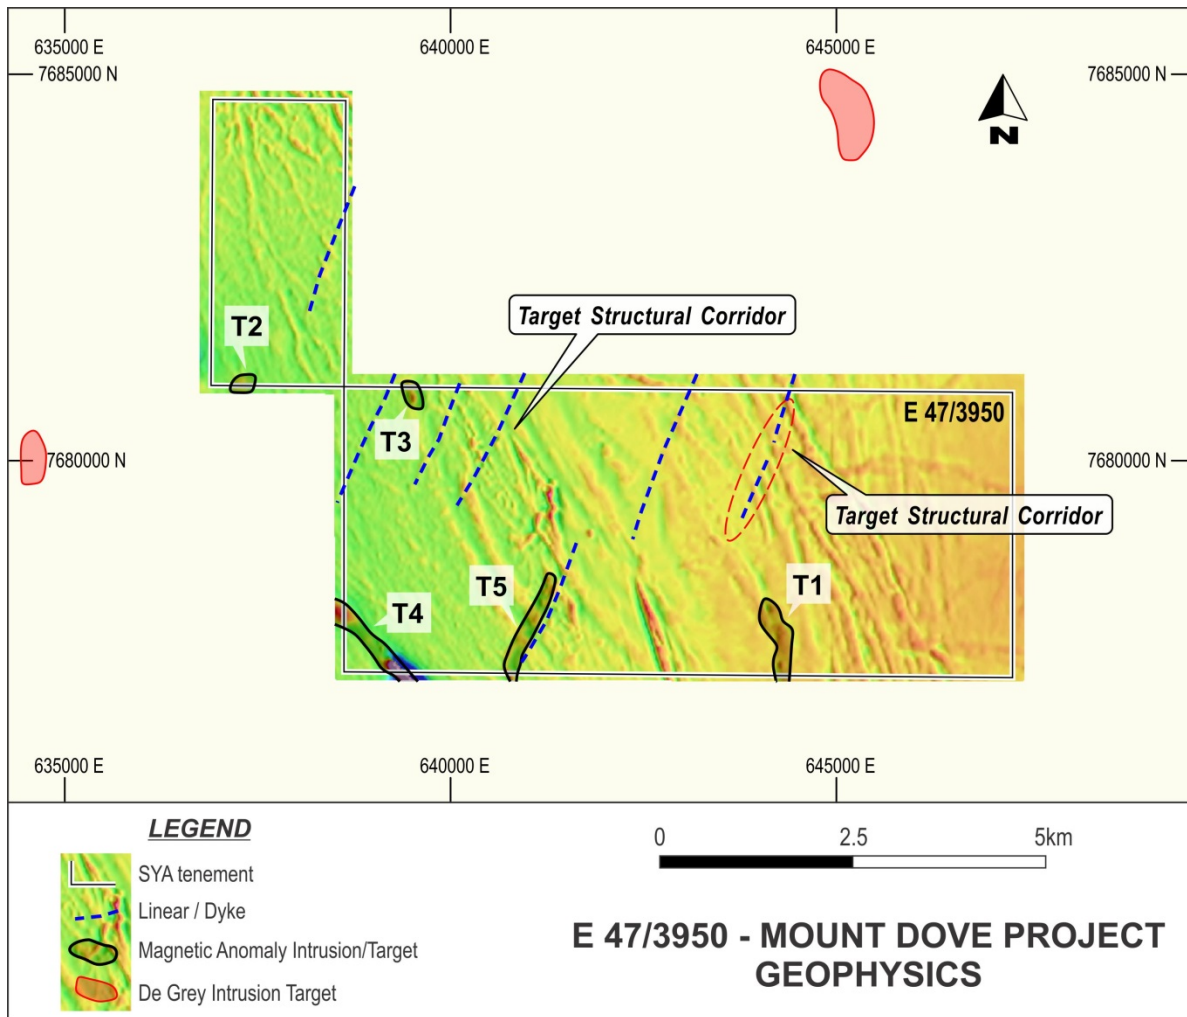 635000 E
640000 E
645000 E
7685000 N
7685000 N
N
T2
Target Structural Corridor
T3
E 47/3950
7680000 N
7680000 N
Target Structural Corridor
T5
T1
T4
635000 E
640000 E
645000 E
LEGEND
SYA tenement
Linear / Dyke
Magnetic Anomaly Intrusion/Target
De Grey Intrusion Target
0
2.5
5km
E 47/3950 - MOUNT DOVE PROJECT
GEOPHYSICS